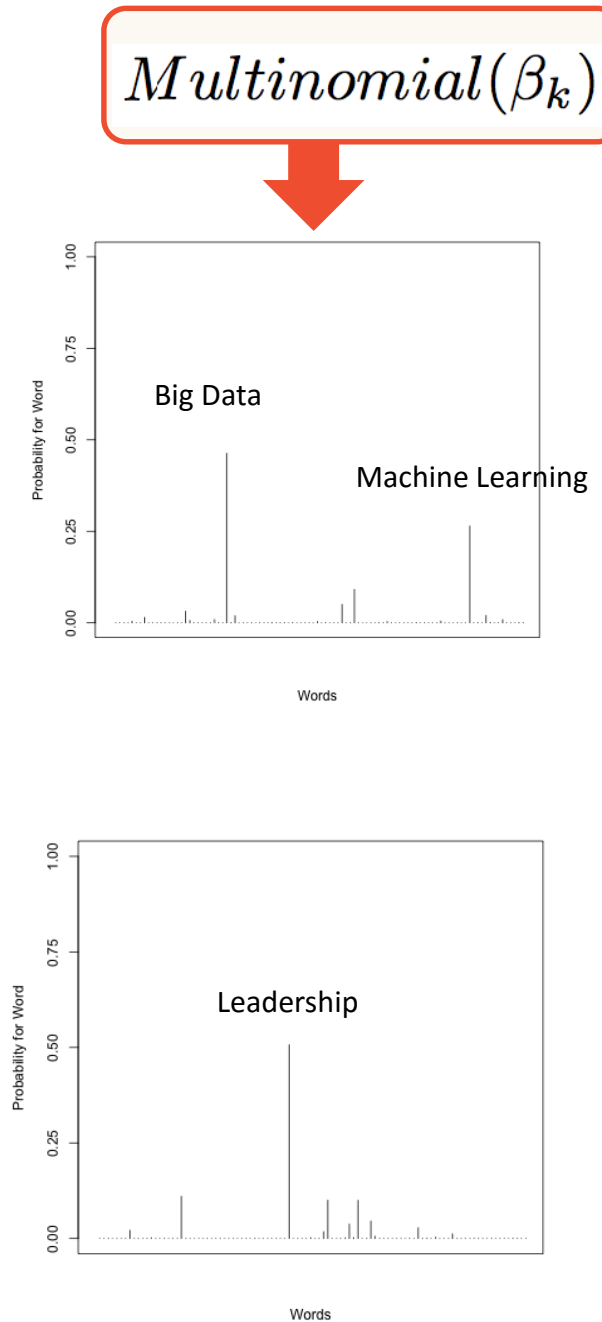 Multinomial(β_k)
1.00
0.75
0.50
0.25
0.00
Probability for Word
Big Data
Machine Learning
Words
1.00
0.75
0.50
0.25
0.00
Probability for Word
Leadership
Words